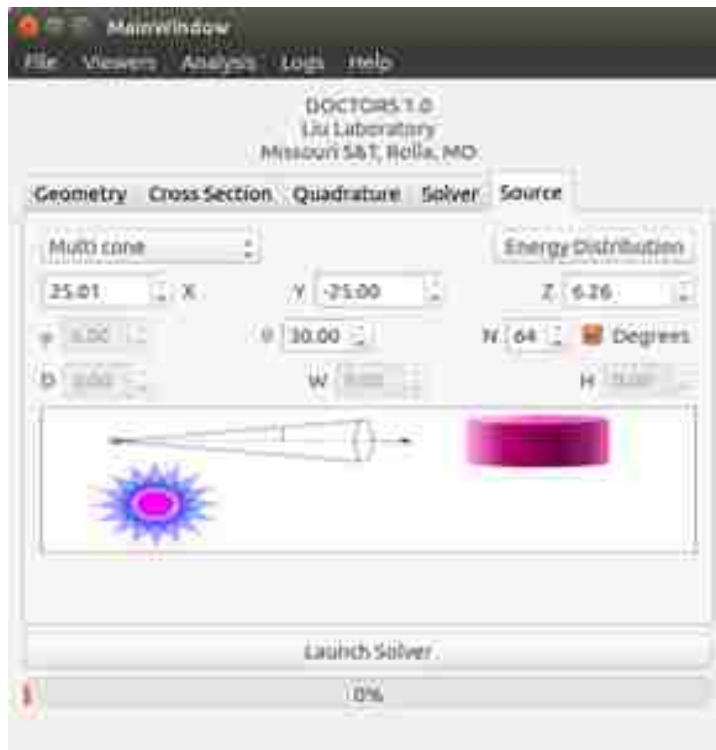 MainWindow
File Viewers Analysis Logs Help
DOCTORS 1.0
Liu Laboratory
Missouri S&T, Rolla, MO
Geometry Cross Section Quadrature Solver Source
Multi cone Energy Distribution
25.01 X Y -25.00 Z 6.26
φ θ 30.00 N 64 Degrees
D W H
Launch Solver
0%